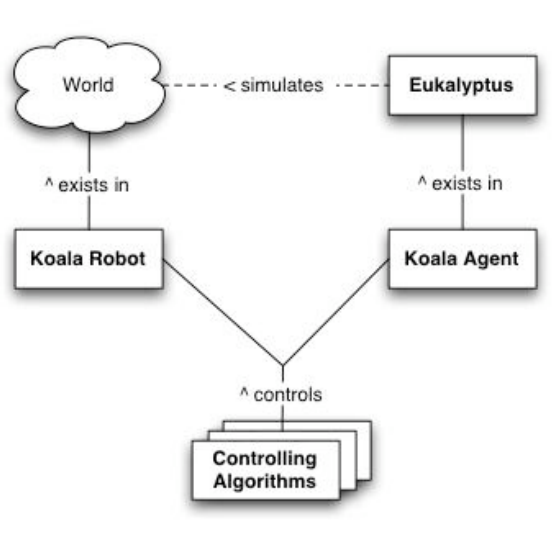 World
< simulates
Eukalyptus
^ exists in
^ exists in
Koala Robot
Koala Agent
^ controls
Controlling
Algorithms